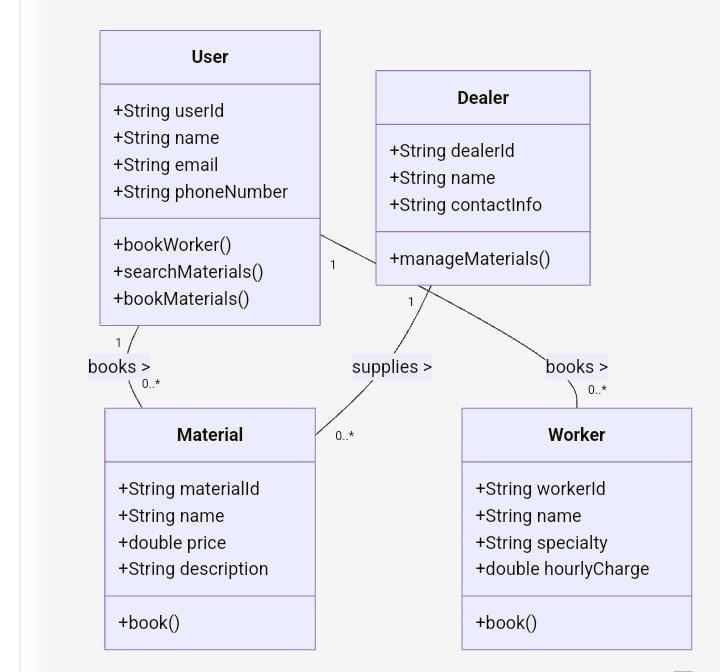 User
+String userId
+String name
+String email
+String phoneNumber
+bookWorker()
+searchMaterials()
+bookMaterials()
Dealer
+String dealerId
+String name
+String contactInfo
+manageMaterials()
1
1
1
books >
supplies >
books >
0..*
0..*
0..*
Material
+String materialId
+String name
+double price
+String description
+book()
Worker
+String workerId
+String name
+String specialty
+double hourlyCharge
+book()